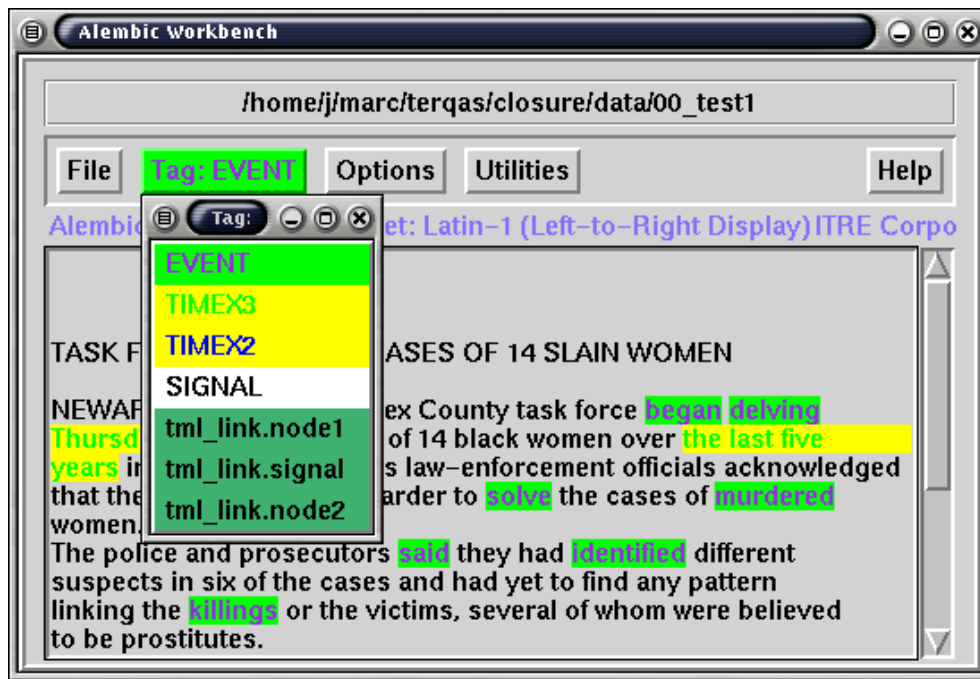 Alembic Workbench
/home/j/marc/terqas/closure/data/00_test1
File Tag: EVENT Options Utilities Help
Alembic et: Latin-1 (Left-to-Right Display) ITRE Corpo
Tag:
EVENT
TIMEX3
TIMEX2
SIGNAL
tml_link.node1
tml_link.signal
tml_link.node2
TASK F ASES OF 14 SLAIN WOMEN
NEWAR ex County task force began delving
Thursd of 14 black women over the last five
years in s law-enforcement officials acknowledged
that the arder to solve the cases of murdered
women.
The police and prosecutors said they had identified different
suspects in six of the cases and had yet to find any pattern
linking the killings or the victims, several of whom were believed
to be prostitutes.